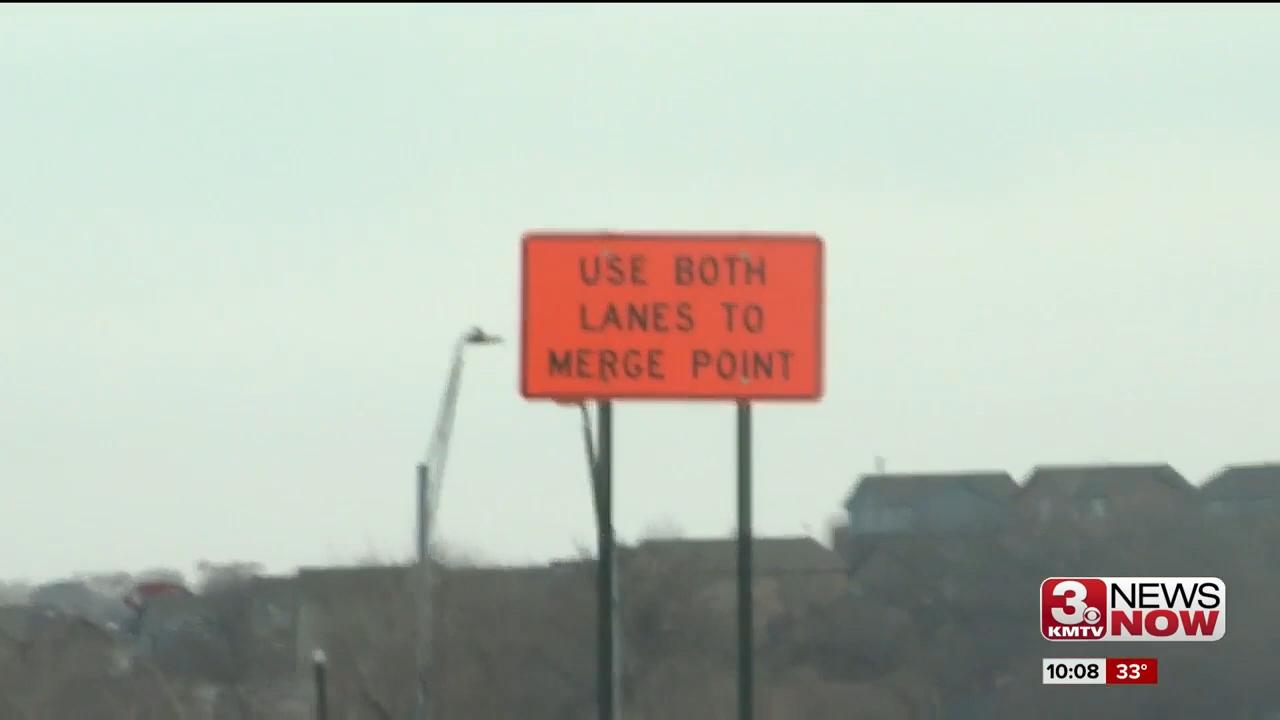 USE BOTH
LANES TO
MERGE POINT
3 NEWS
KMTV NOW
10:08 33°